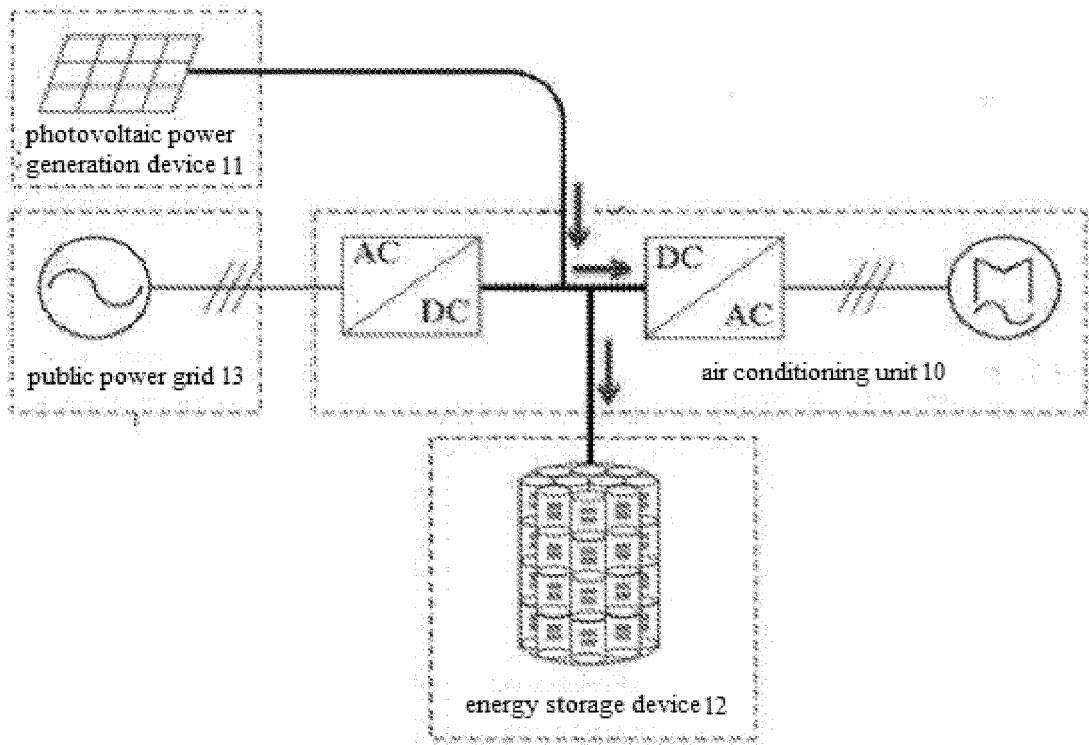 photovoltaic power
generation device 11
AC
DC
DC
AC
public power grid 13
air conditioning unit 10
energy storage device 12